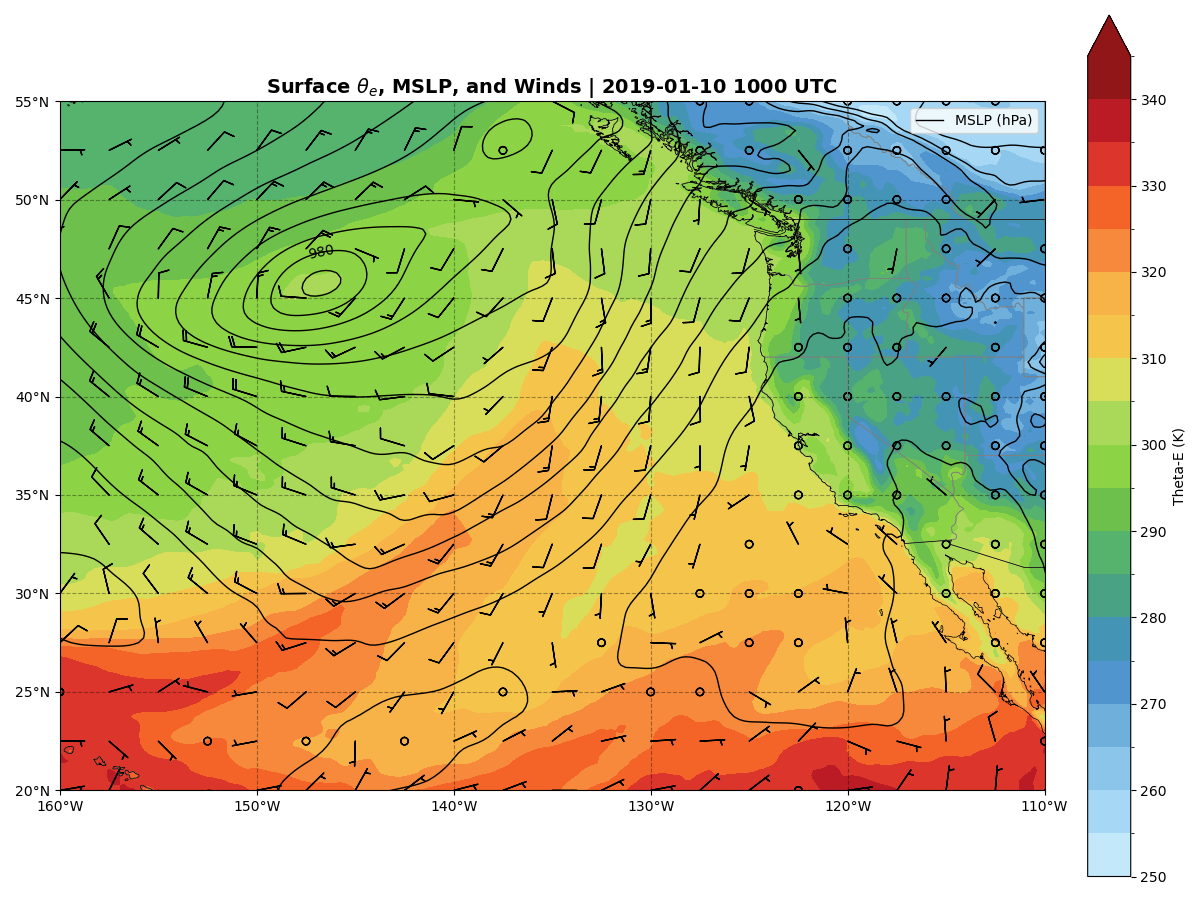 Surface θₑ, MSLP, and Winds | 2019-01-10 1000 UTC
MSLP (hPa)
980
55°N
50°N
45°N
40°N
35°N
30°N
25°N
20°N
160°W 150°W 140°W 130°W 120°W 110°W
340
330
320
310
300
290
280
270
260
250
Theta-E (K)